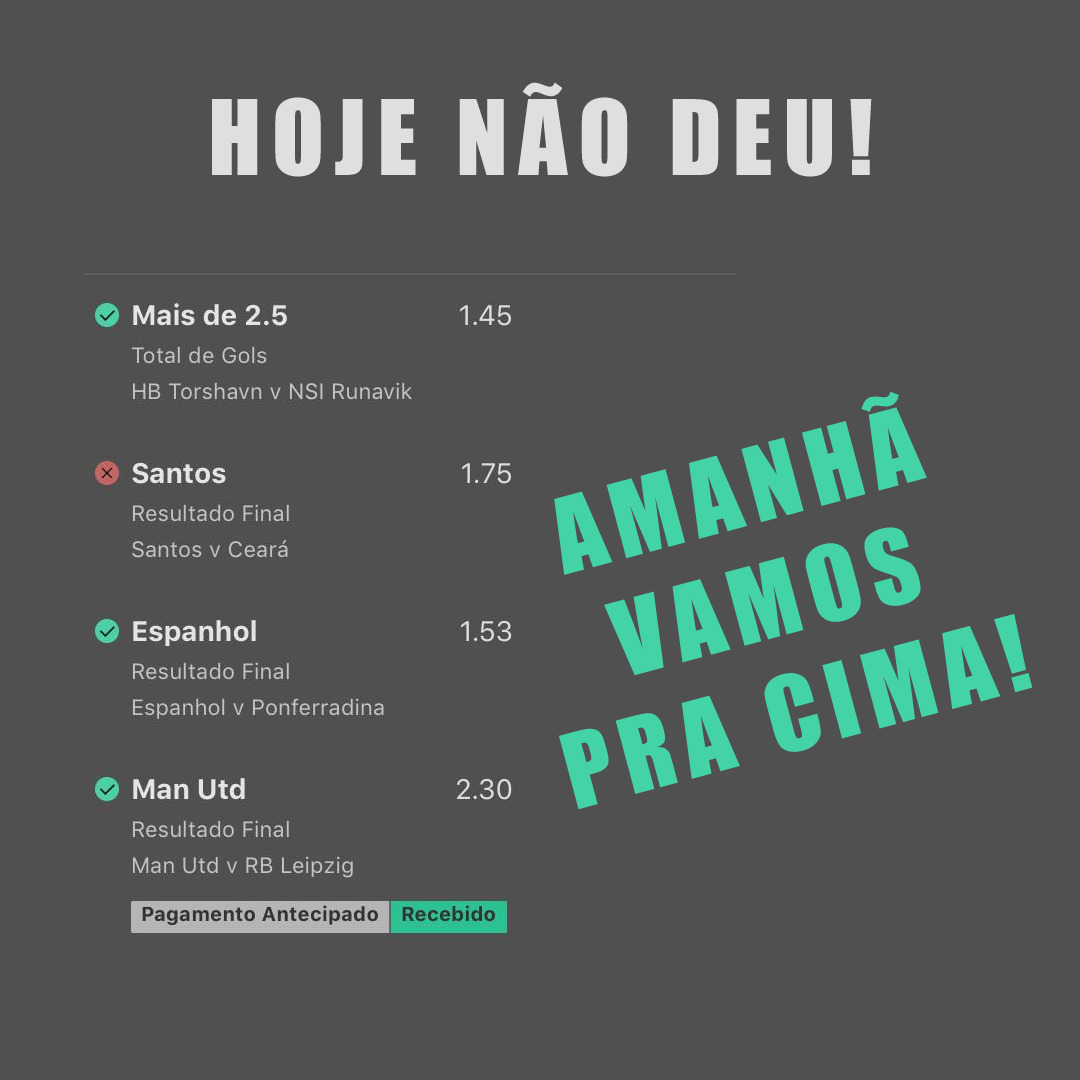 HOJE NÃO DEU!
Mais de 2.5 1.45
Total de Gols
HB Torshavn v NSI Runavik
Santos 1.75
Resultado Final
Santos v Ceará
Espanhol 1.53
Resultado Final
Espanhol v Ponferradina
Man Utd 2.30
Resultado Final
Man Utd v RB Leipzig
Pagamento Antecipado Recebido
AMANHÃ
VAMOS
PRA CIMA!